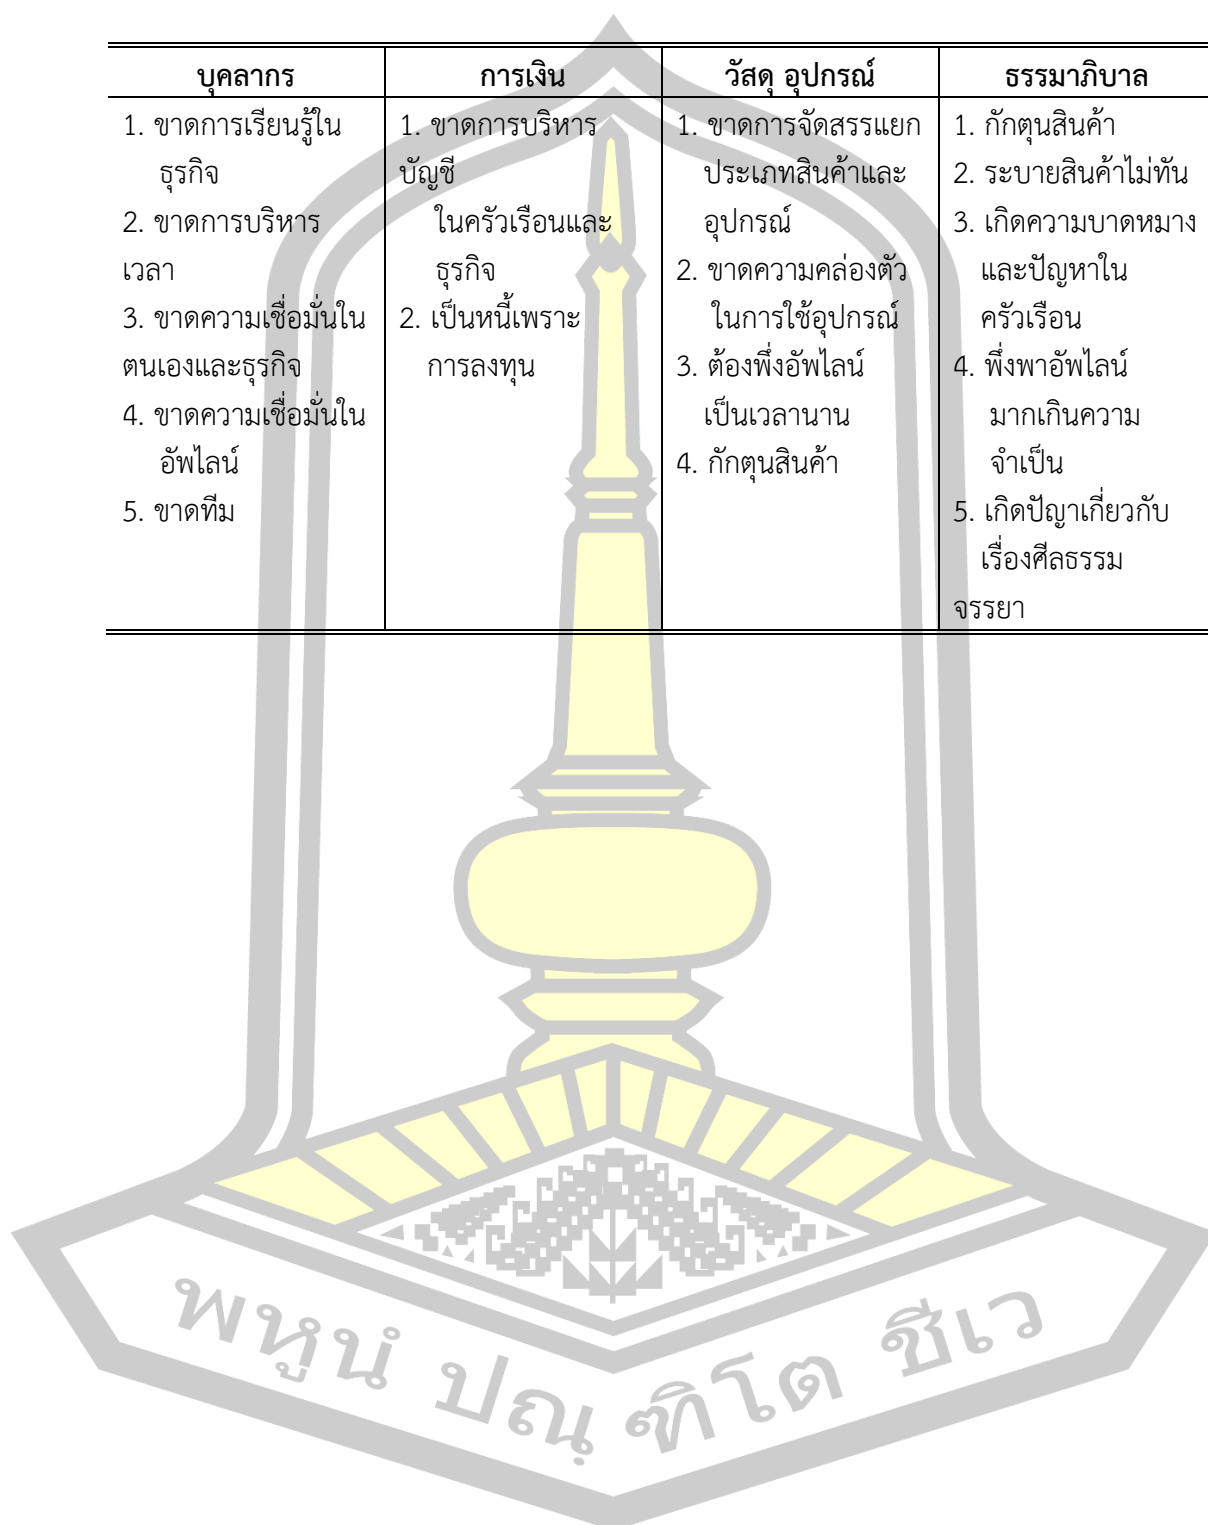 บุคลากร
การเงิน
วัสดุ อุปกรณ์
ธรรมาภิบาล
1. ขาดการเรียนรู้ใน
ธุรกิจ
2. ขาดการบริหาร
เวลา
3. ขาดความเชื่อมั่นใน
ตนเองและธุรกิจ
4. ขาดความเชื่อมั่นใน
อัพไลน์
5. ขาดทีม
1. ขาดการบริหาร
บัญชี
ในครัวเรือนและ
ธุรกิจ
2. เป็นหนี้เพราะ
การลงทุน
1. ขาดการจัดสรรแยก
ประเภทสินค้าและ
อุปกรณ์
2. ขาดความคล่องตัว
ในการใช้อุปกรณ์
3. ต้องพึ่งอัพไลน์
เป็นเวลานาน
4. กักตุนสินค้า
1. กักตุนสินค้า
2. ระบายสินค้าไม่ทัน
3. เกิดความบาดหมาง
และปัญหาใน
ครัวเรือน
4. พึ่งพาอัพไลน์
มากเกินความ
จำเป็น
5. เกิดปัญาเกี่ยวกับ
เรื่องศีลธรรม
จรรยา
พหูนํ ปณฺ ฑิโต ชีเว